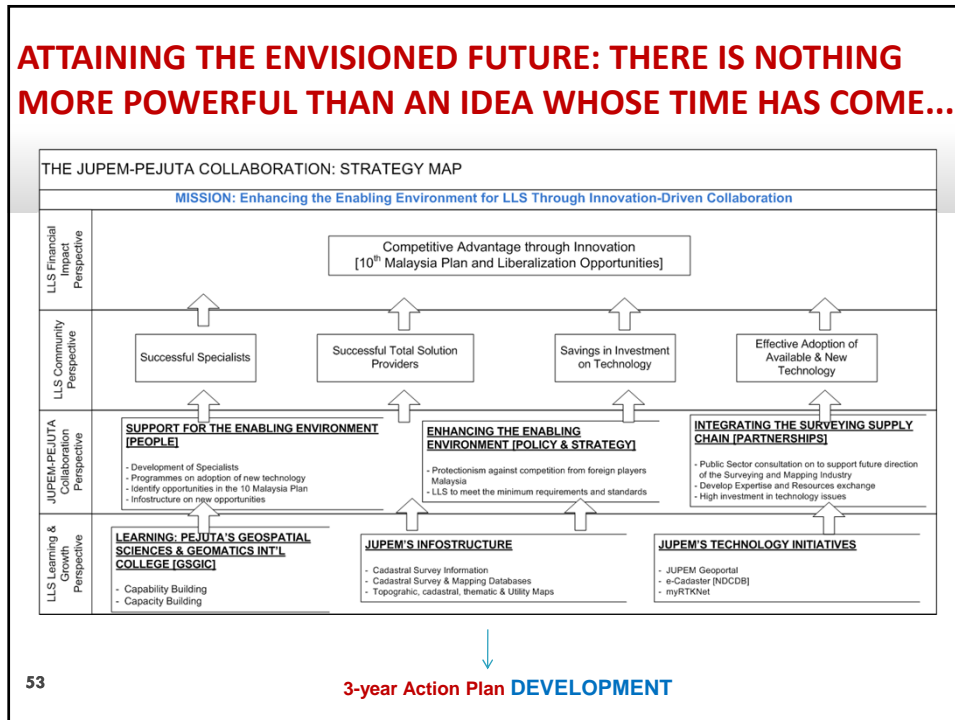 ATTAINING THE ENVISIONED FUTURE: THERE IS NOTHING
MORE POWERFUL THAN AN IDEA WHOSE TIME HAS COME...
THE JUPEM-PEJUTA COLLABORATION: STRATEGY MAP
MISSION: Enhancing the Enabling Environment for LLS Through Innovation-Driven Collaboration
LLS Financial
Impact
Perspective
Competitive Advantage through Innovation
[10th Malaysia Plan and Liberalization Opportunities]
LLS Community
Perspective
Successful Specialists
Successful Total Solution
Providers
Savings in Investment
on Technology
Effective Adoption of
Available & New
Technology
JUPEM-PEJUTA
Collaboration
Perspective
SUPPORT FOR THE ENABLING ENVIRONMENT
[PEOPLE]
- Development of Specialists
- Programmes on adoption of new technology
- Identify opportunities in the 10 Malaysia Plan
- Infostructure on new opportunities
ENHANCING THE ENABLING
ENVIRONMENT [POLICY & STRATEGY]
- Protectionism against competition from foreign players
Malaysia
- LLS to meet the minimum requirements and standards
INTEGRATING THE SURVEYING SUPPLY
CHAIN [PARTNERSHIPS]
- Public Sector consultation on to support future direction
of the Surveying and Mapping Industry
- Develop Expertise and Resources exchange
- High investment in technology issues
LLS Learning &
Growth
Perspective
LEARNING: PEJUTA'S GEOSPATIAL
SCIENCES & GEOMATICS INT'L
COLLEGE [GSGIC]
- Capability Building
- Capacity Building
JUPEM'S INFOSTRUCTURE
- Cadastral Survey Information
- Cadastral Survey & Mapping Databases
- Topograhic, cadastral, thematic & Utility Maps
JUPEM'S TECHNOLOGY INITIATIVES
- JUPEM Geoportal
- e-Cadaster [NDCDB]
- myRTKNet
53
3-year Action Plan DEVELOPMENT